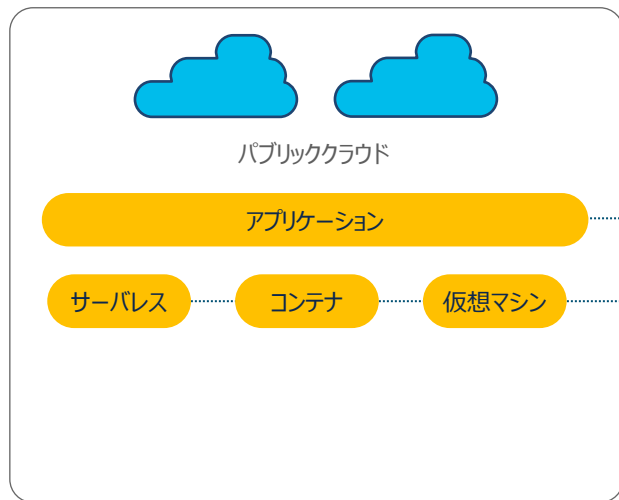 パブリッククラウド
アプリケーション
サーバレス
コンテナ
仮想マシン